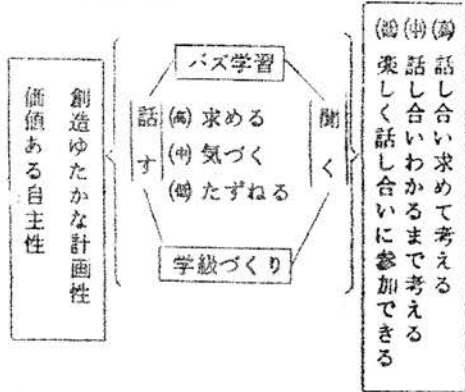 (高) 話し合い求めて考える
(中) 話し合いわかるまで考える
(低) 楽しく話し合いに参加できる
バズ学習
聞く
話す
(高) 求める
(中) 気づく
(低) たずねる
学級づくり
創造ゆたかな計画性
価値ある自主性